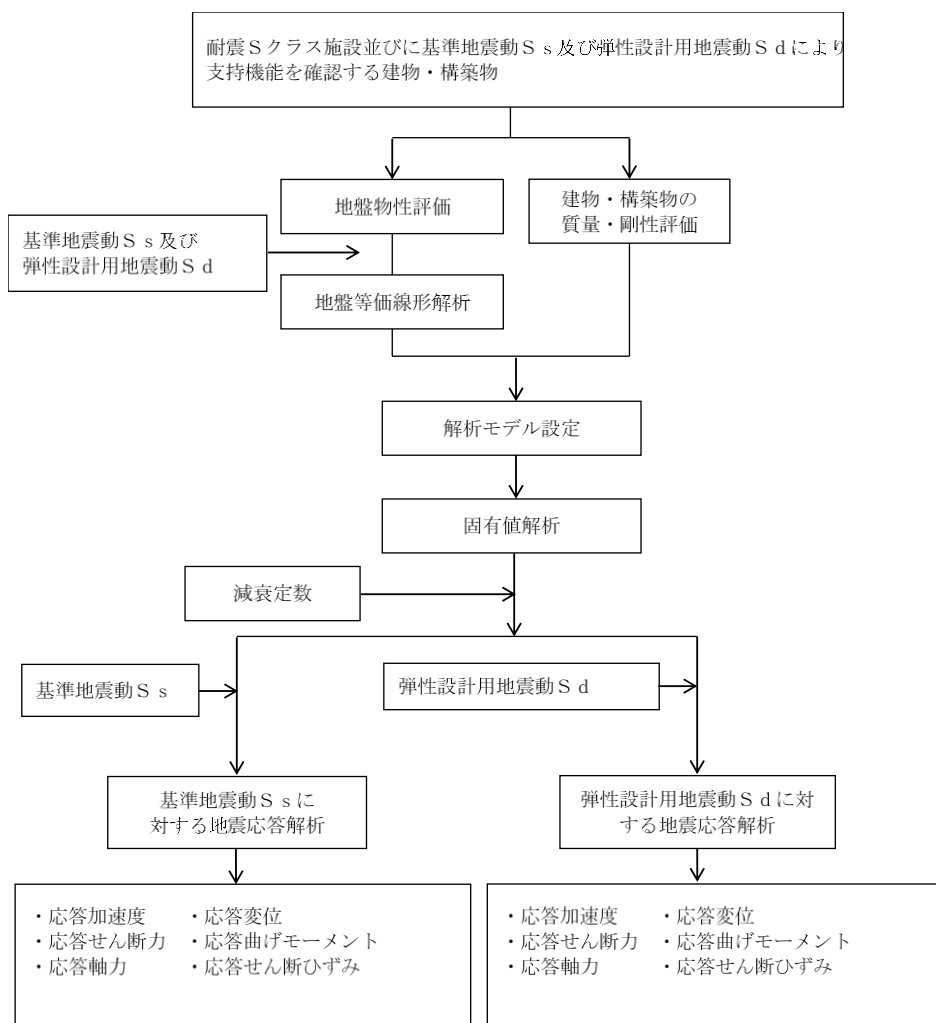 耐震Ｓクラス施設並びに基準地震動Ｓｓ及び弾性設計用地震動Ｓｄにより
支持機能を確認する建物・構築物
地盤物性評価
建物・構築物の
質量・剛性評価
基準地震動Ｓｓ及び
弾性設計用地震動Ｓｄ
地盤等価線形解析
解析モデル設定
固有値解析
減衰定数
基準地震動Ｓｓ
弾性設計用地震動Ｓｄ
基準地震動Ｓｓに
対する地震応答解析
弾性設計用地震動Ｓｄに対
する地震応答解析
・応答加速度　・応答変位
・応答せん断力　・応答曲げモーメント
・応答軸力　・応答せん断ひずみ
・応答加速度　・応答変位
・応答せん断力　・応答曲げモーメント
・応答軸力　・応答せん断ひずみ